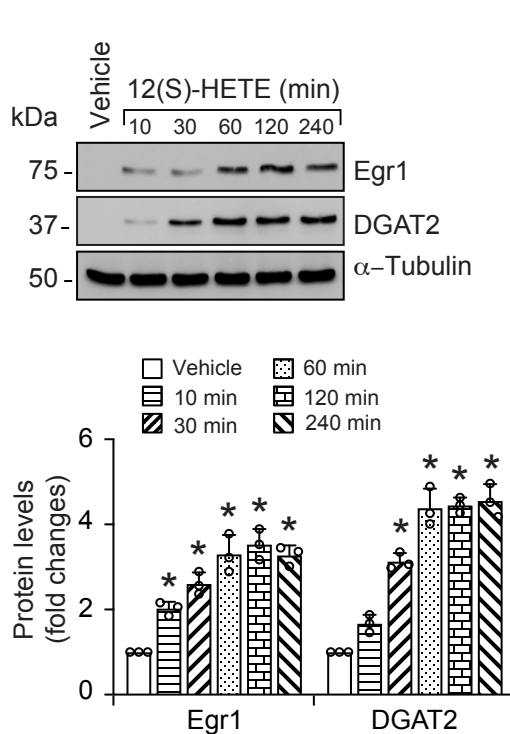 Vehicle
12(S)-HETE (min)
kDa
10 30 60 120 240
75 - Egr1
37 - DGAT2
50 - α–Tubulin
Vehicle 60 min
10 min 120 min
30 min 240 min
Protein levels
(fold changes)
6
4
2
0
* * * * *
* * * *
Egr1 DGAT2